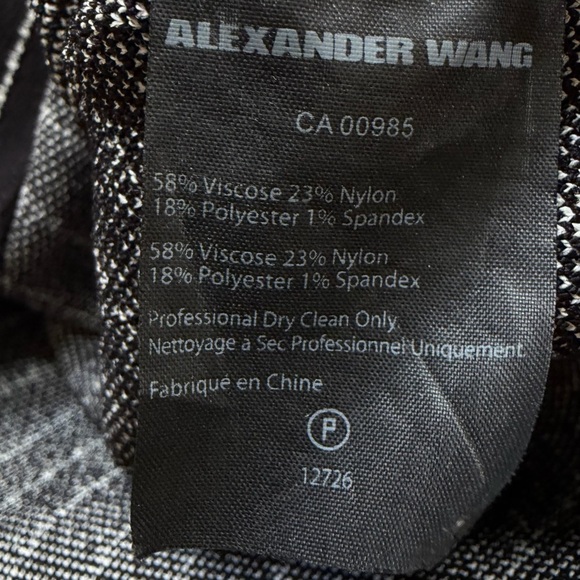 ALEXANDER WANG
CA 00985
58% Viscose 23% Nylon
18% Polyester 1% Spandex
58% Viscose 23% Nylon
18% Polyester 1% Spandex
Professional Dry Clean Only
Nettoyage à Sec Professionnel Uniquement
Fabriqué en Chine
P
12726